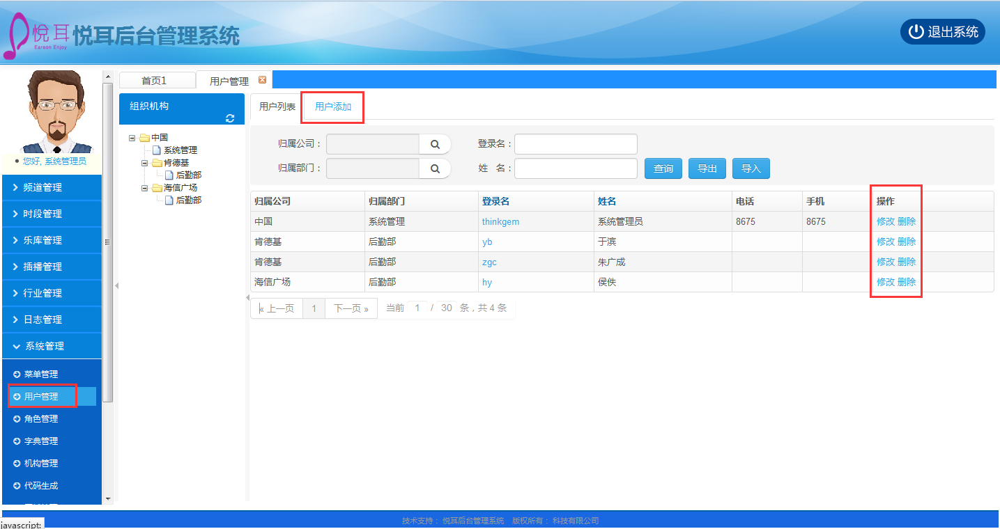 悦耳 悦耳后台管理系统 退出系统
Earson Enjoy
首页1 用户管理
组织机构
用户列表 用户添加
中国
系统管理
肯德基
后勤部
海信广场
后勤部
归属公司： 登录名：
归属部门： 姓 名： 查询 导出 导入
归属公司 归属部门 登录名 姓名 电话 手机 操作
中国 系统管理 thinkgem 系统管理员 8675 8675 修改 删除
肯德基 后勤部 yb 于滨 修改 删除
肯德基 后勤部 zgc 朱广成 修改 删除
海信广场 后勤部 hy 侯佚 修改 删除
« 上一页 1 下一页 » 当前 1 / 30 条，共 4 条
您好, 系统管理员
频道管理
时段管理
乐库管理
插播管理
行业管理
日志管理
系统管理
菜单管理
用户管理
角色管理
字典管理
机构管理
代码生成
技术支持： 悦耳后台管理系统 版权所有： 科技有限公司
javascript: